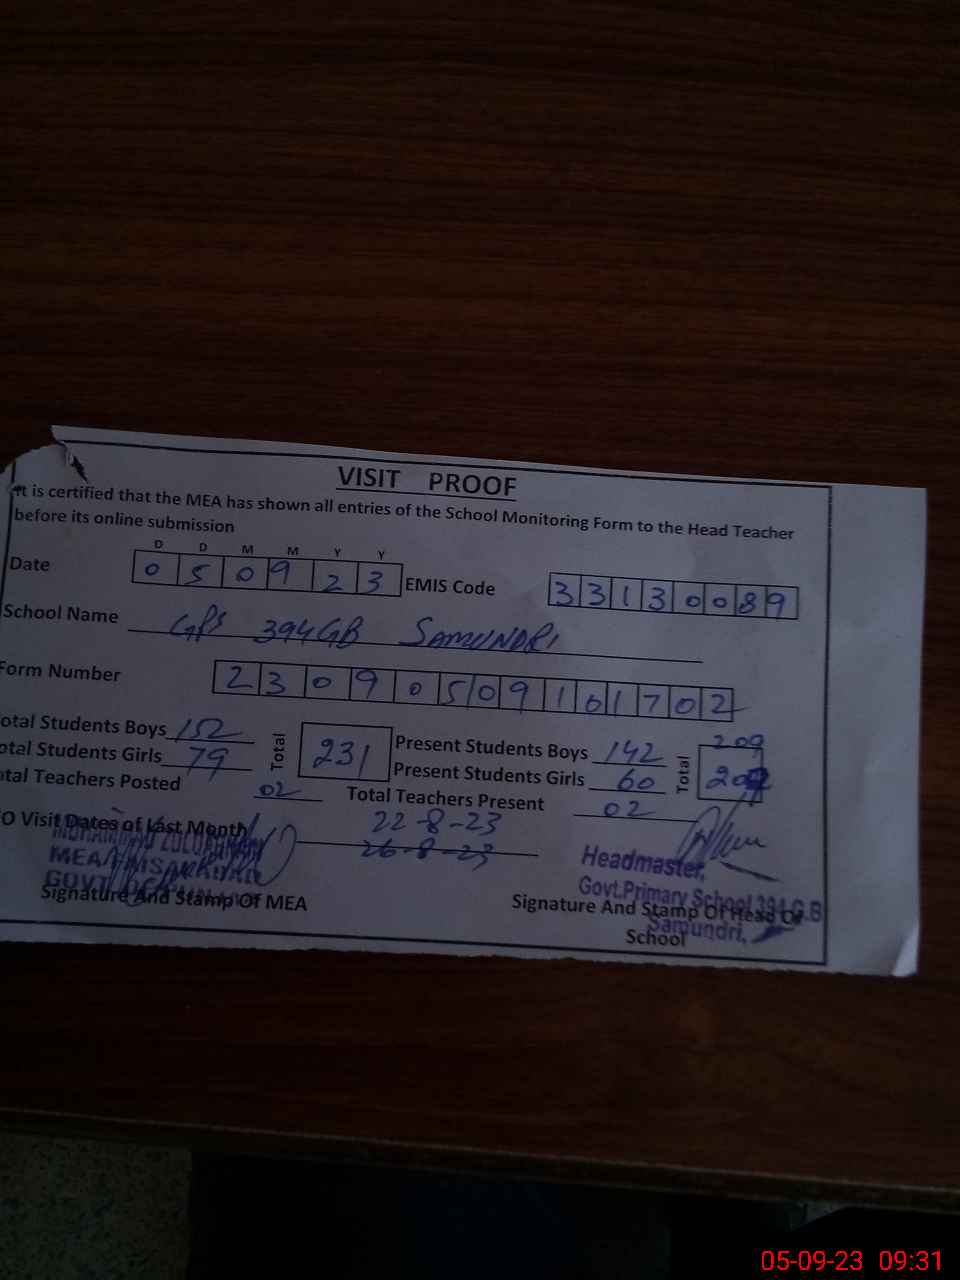 VISIT PROOF
It is certified that the MEA has shown all entries of the School Monitoring Form to the Head Teacher
before its online submission
D D M M Y Y
Date 0 5 0 9 2 3 EMIS Code 3 3 1 3 0 0 8 9
School Name GPS 394GB SAMUNDRI
Form Number 2 3 0 9 0 5 0 9 1 6 1 7 0 2
otal Students Boys 152 Total 231 Present Students Boys 142 Total 209
otal Students Girls 79 Present Students Girls 60
otal Teachers Posted 02 Total Teachers Present 02
O Visit Dates of Last Month 22-8-23
26-8-23
MEA
GOVT
Signature And Stamp Of MEA
Headmaster,
Govt.Primary School 394 G.B
Samundri,
Signature And Stamp Of Head Of
School
05-09-23 09:31